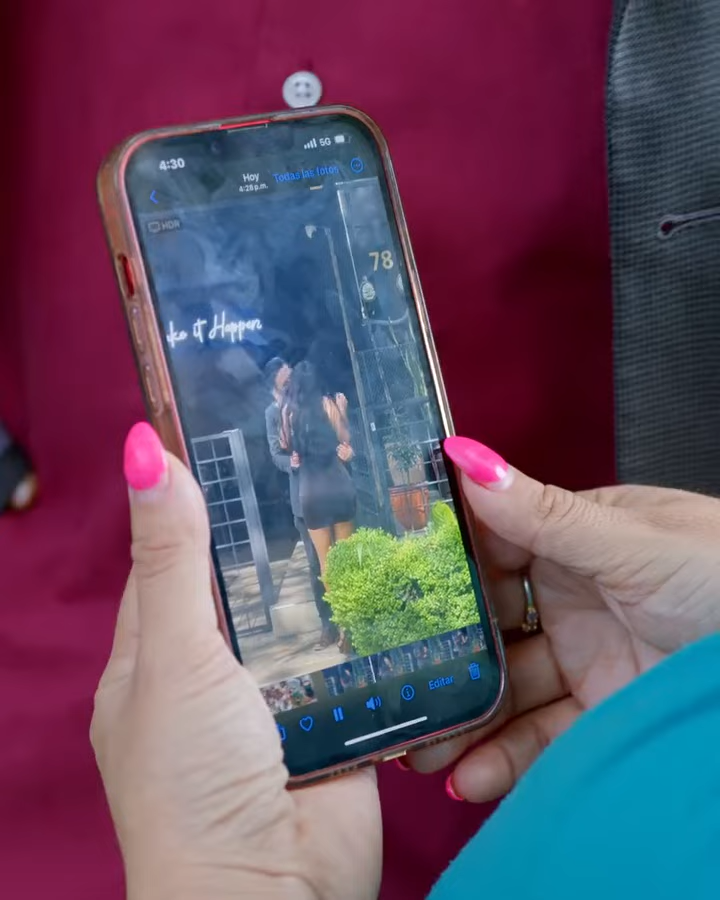 4:30
5G
Hoy
4:28 p.m.
Todas las fotos
HDR
78
ke it Happen
Editar